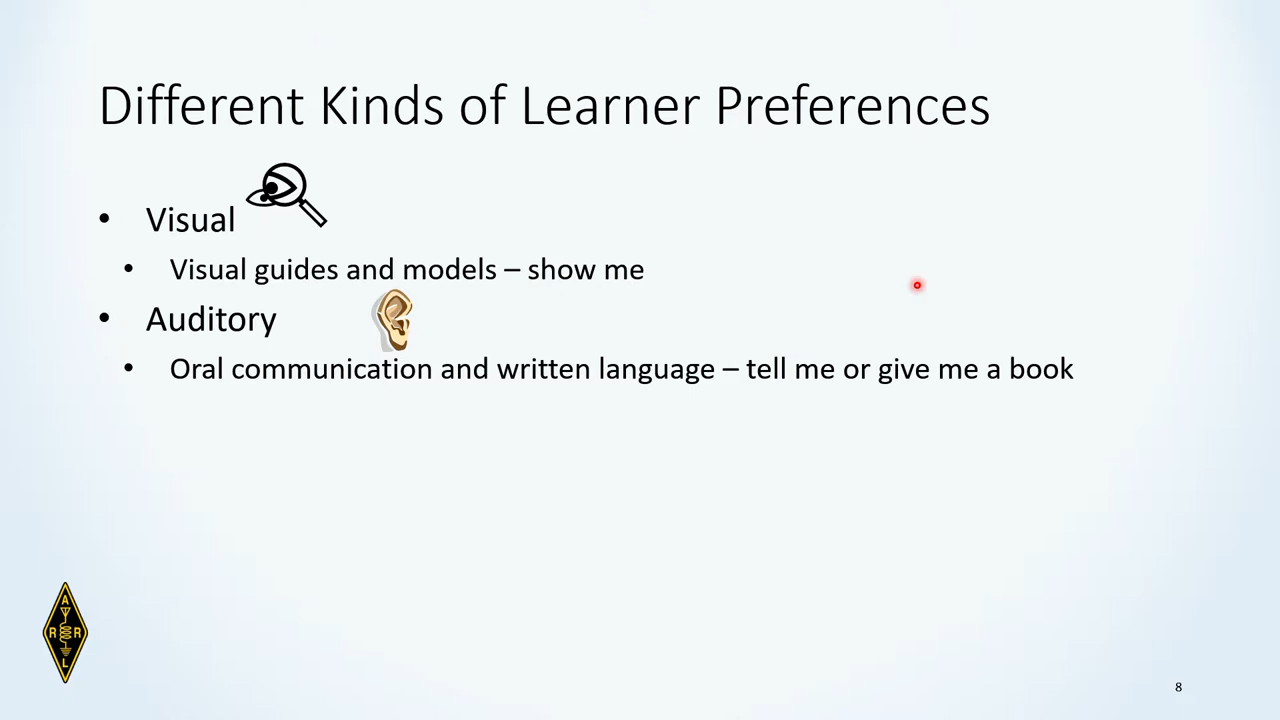 Different Kinds of Learner Preferences
• Visual
• Visual guides and models – show me
• Auditory
• Oral communication and written language – tell me or give me a book
A
R R
L
8